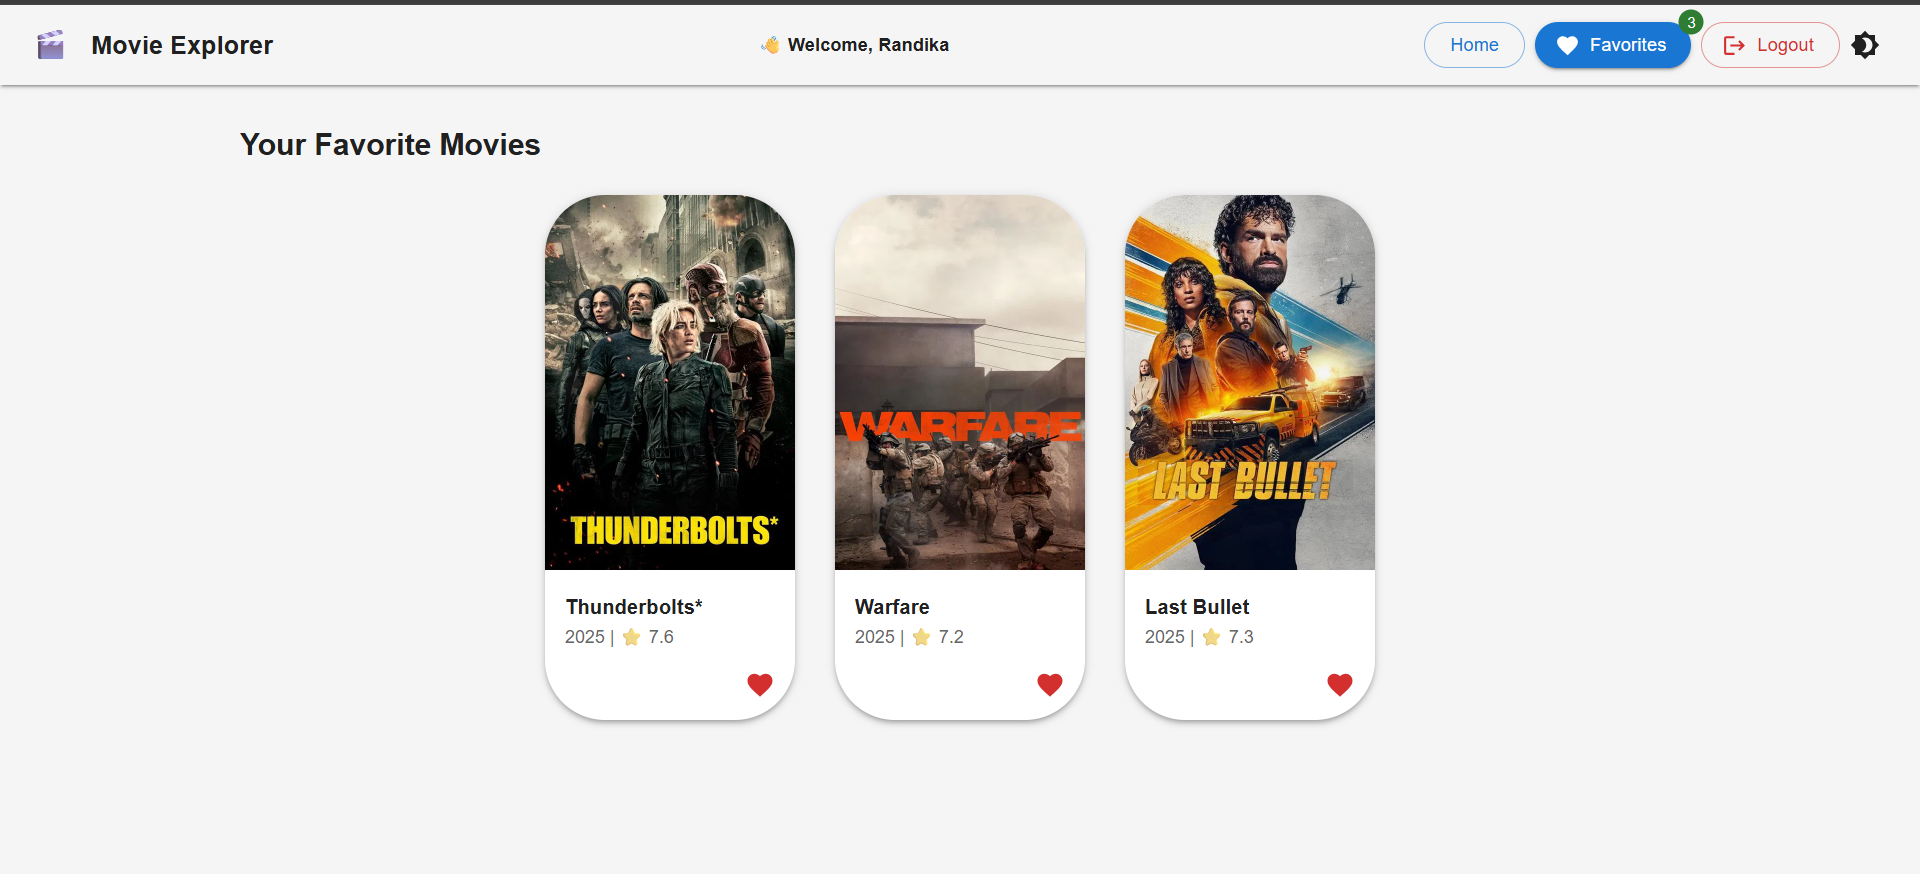 Movie Explorer
👋 Welcome, Randika
Home
Favorites
3
Logout
Your Favorite Movies
THUNDERBOLTS*
Thunderbolts*
2025 | ⭐ 7.6
WARFARE
Warfare
2025 | ⭐ 7.2
LAST BULLET
Last Bullet
2025 | ⭐ 7.3